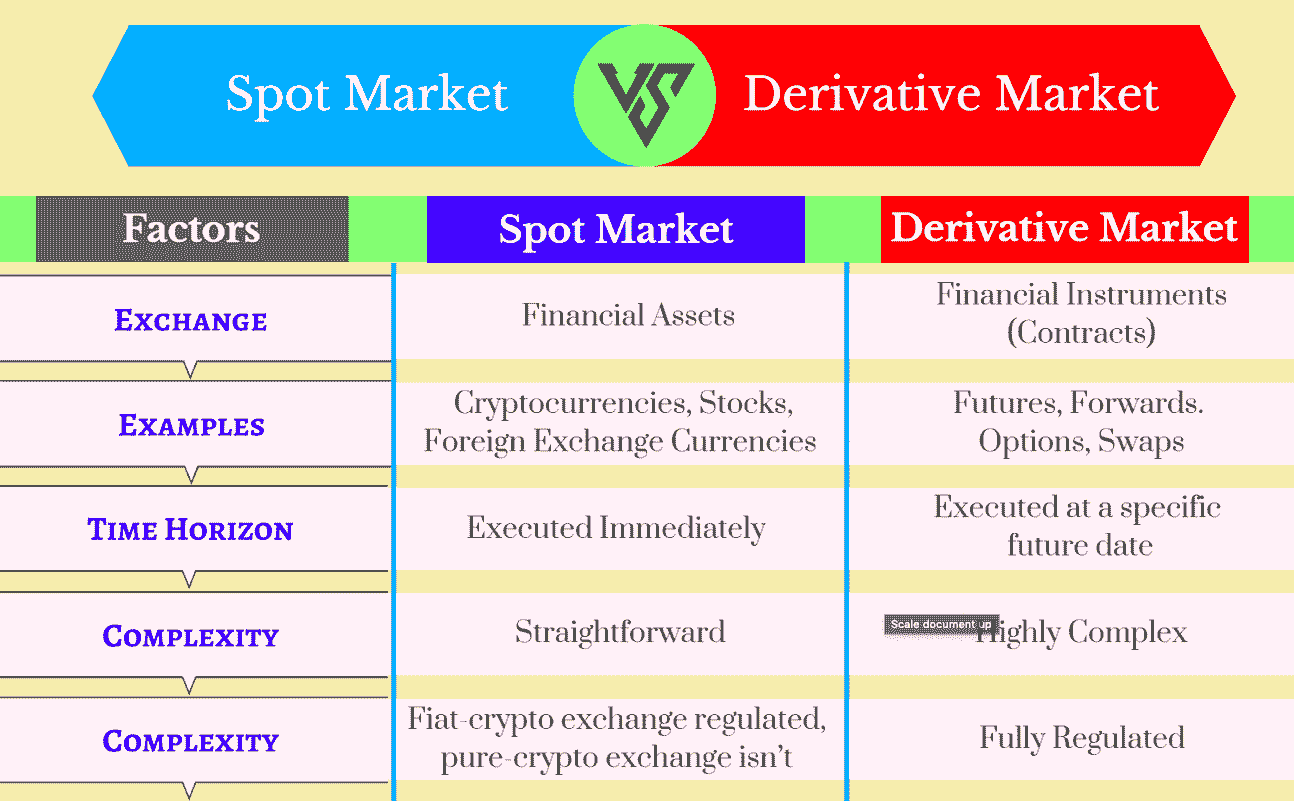 Spot Market
VS
Derivative Market
Factors
Spot Market
Derivative Market
Exchange
Financial Assets
Financial Instruments
(Contracts)
Examples
Cryptocurrencies, Stocks,
Foreign Exchange Currencies
Futures, Forwards.
Options, Swaps
Time Horizon
Executed Immediately
Executed at a specific
future date
Complexity
Straightforward
Scale document up
Highly Complex
Complexity
Fiat-crypto exchange regulated,
pure-crypto exchange isn't
Fully Regulated